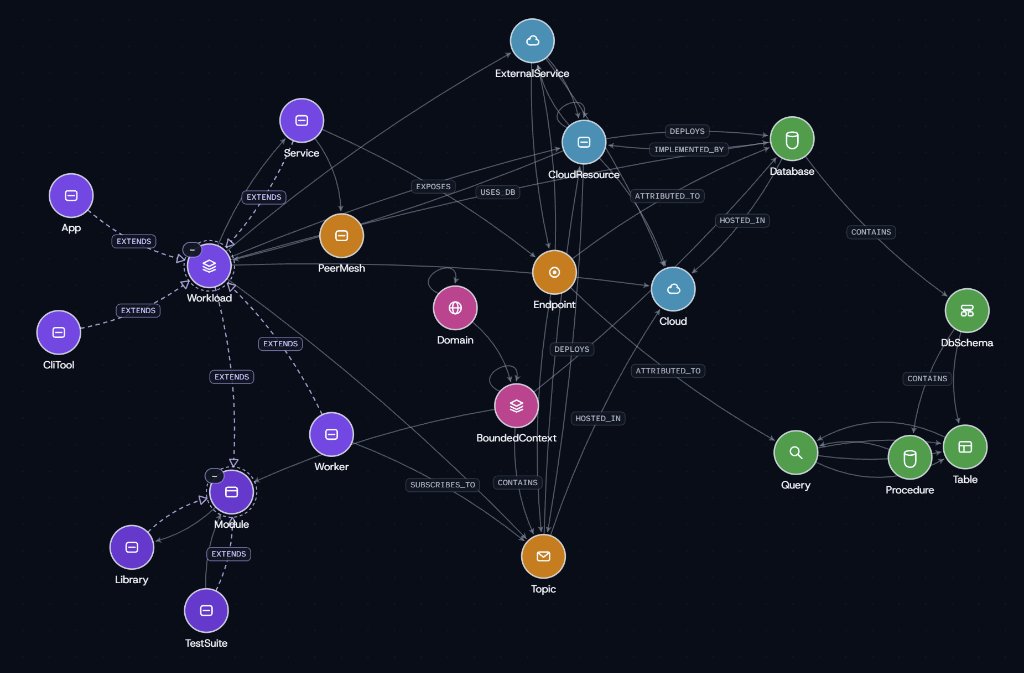 ExternalService
Service
CloudResource
DEPLOYS
IMPLEMENTED_BY
Database
App
EXTENDS
EXPOSES
USES_DB
ATTRIBUTED_TO
HOSTED_IN
CONTAINS
EXTENDS
PeerMesh
Workload
Endpoint
Cloud
EXTENDS
CliTool
Domain
EXTENDS
DEPLOYS
DbSchema
EXTENDS
ATTRIBUTED_TO
CONTAINS
HOSTED_IN
BoundedContext
Worker
SUBSCRIBES_TO
CONTAINS
Query
Procedure
Table
Module
EXTENDS
Library
Topic
TestSuite